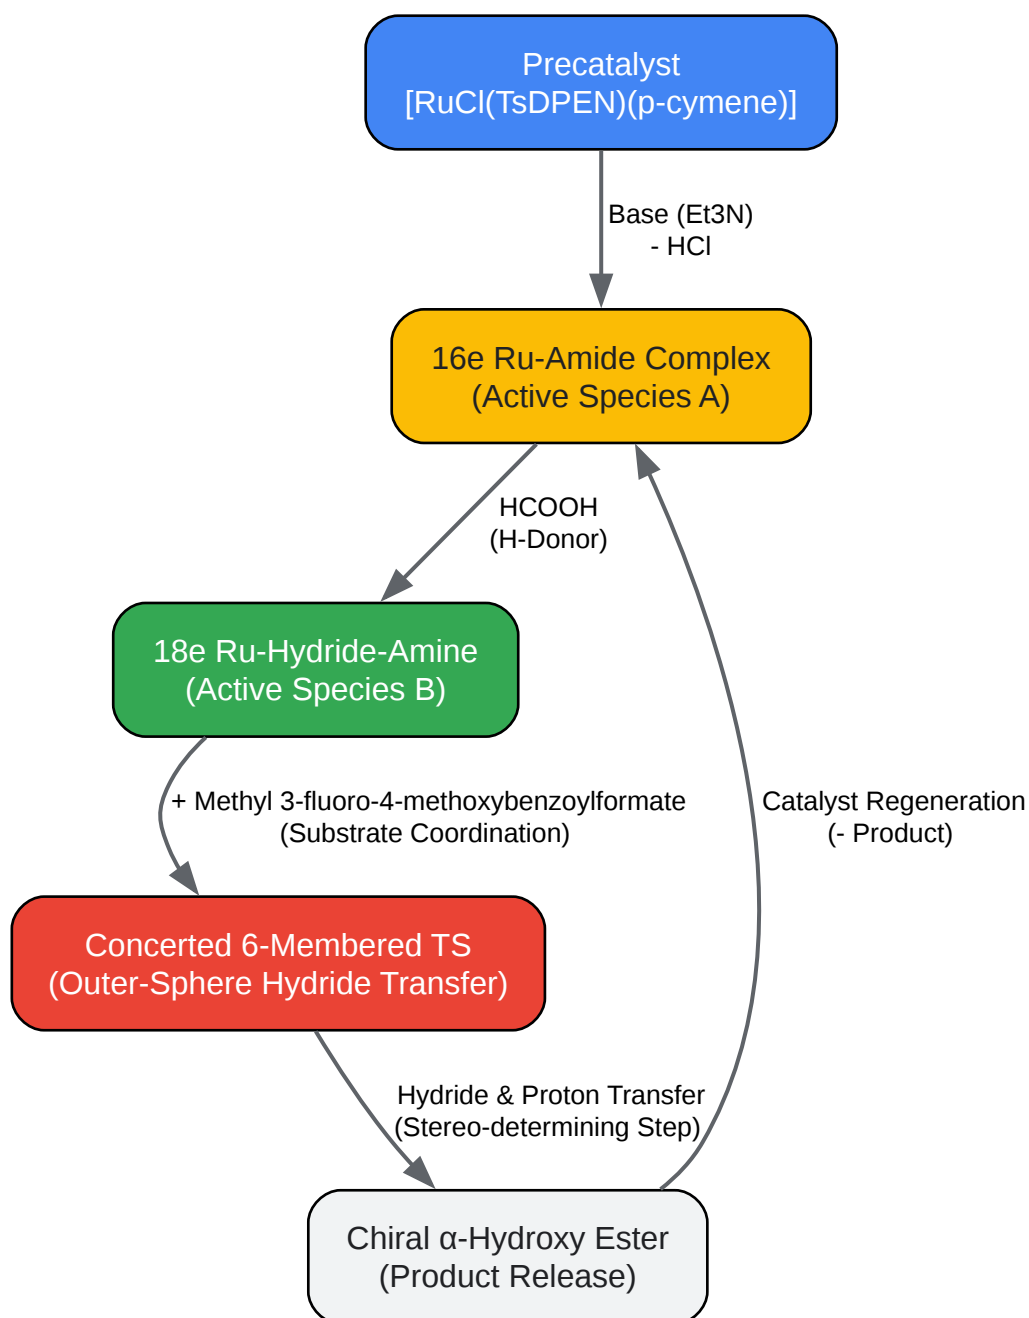 Precatalyst
[RuCl(TsDPEN)(p-cymene)]
Base (Et3N)
- HCl
16e Ru-Amide Complex
(Active Species A)
HCOOH
(H-Donor)
18e Ru-Hydride-Amine
(Active Species B)
+ Methyl 3-fluoro-4-methoxybenzoylformate
(Substrate Coordination)
Catalyst Regeneration
(- Product)
Concerted 6-Membered TS
(Outer-Sphere Hydride Transfer)
Hydride & Proton Transfer
(Stereo-determining Step)
Chiral α-Hydroxy Ester
(Product Release)